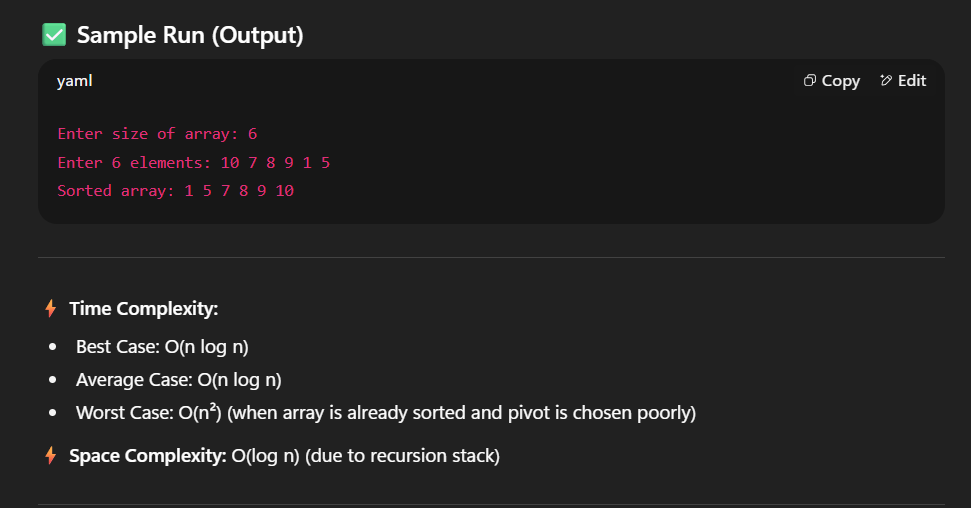 ✅ Sample Run (Output)
yaml
Copy Edit
Enter size of array: 6
Enter 6 elements: 10 7 8 9 1 5
Sorted array: 1 5 7 8 9 10
⚡ Time Complexity:
• Best Case: O(n log n)
• Average Case: O(n log n)
• Worst Case: O(n²) (when array is already sorted and pivot is chosen poorly)
⚡ Space Complexity: O(log n) (due to recursion stack)